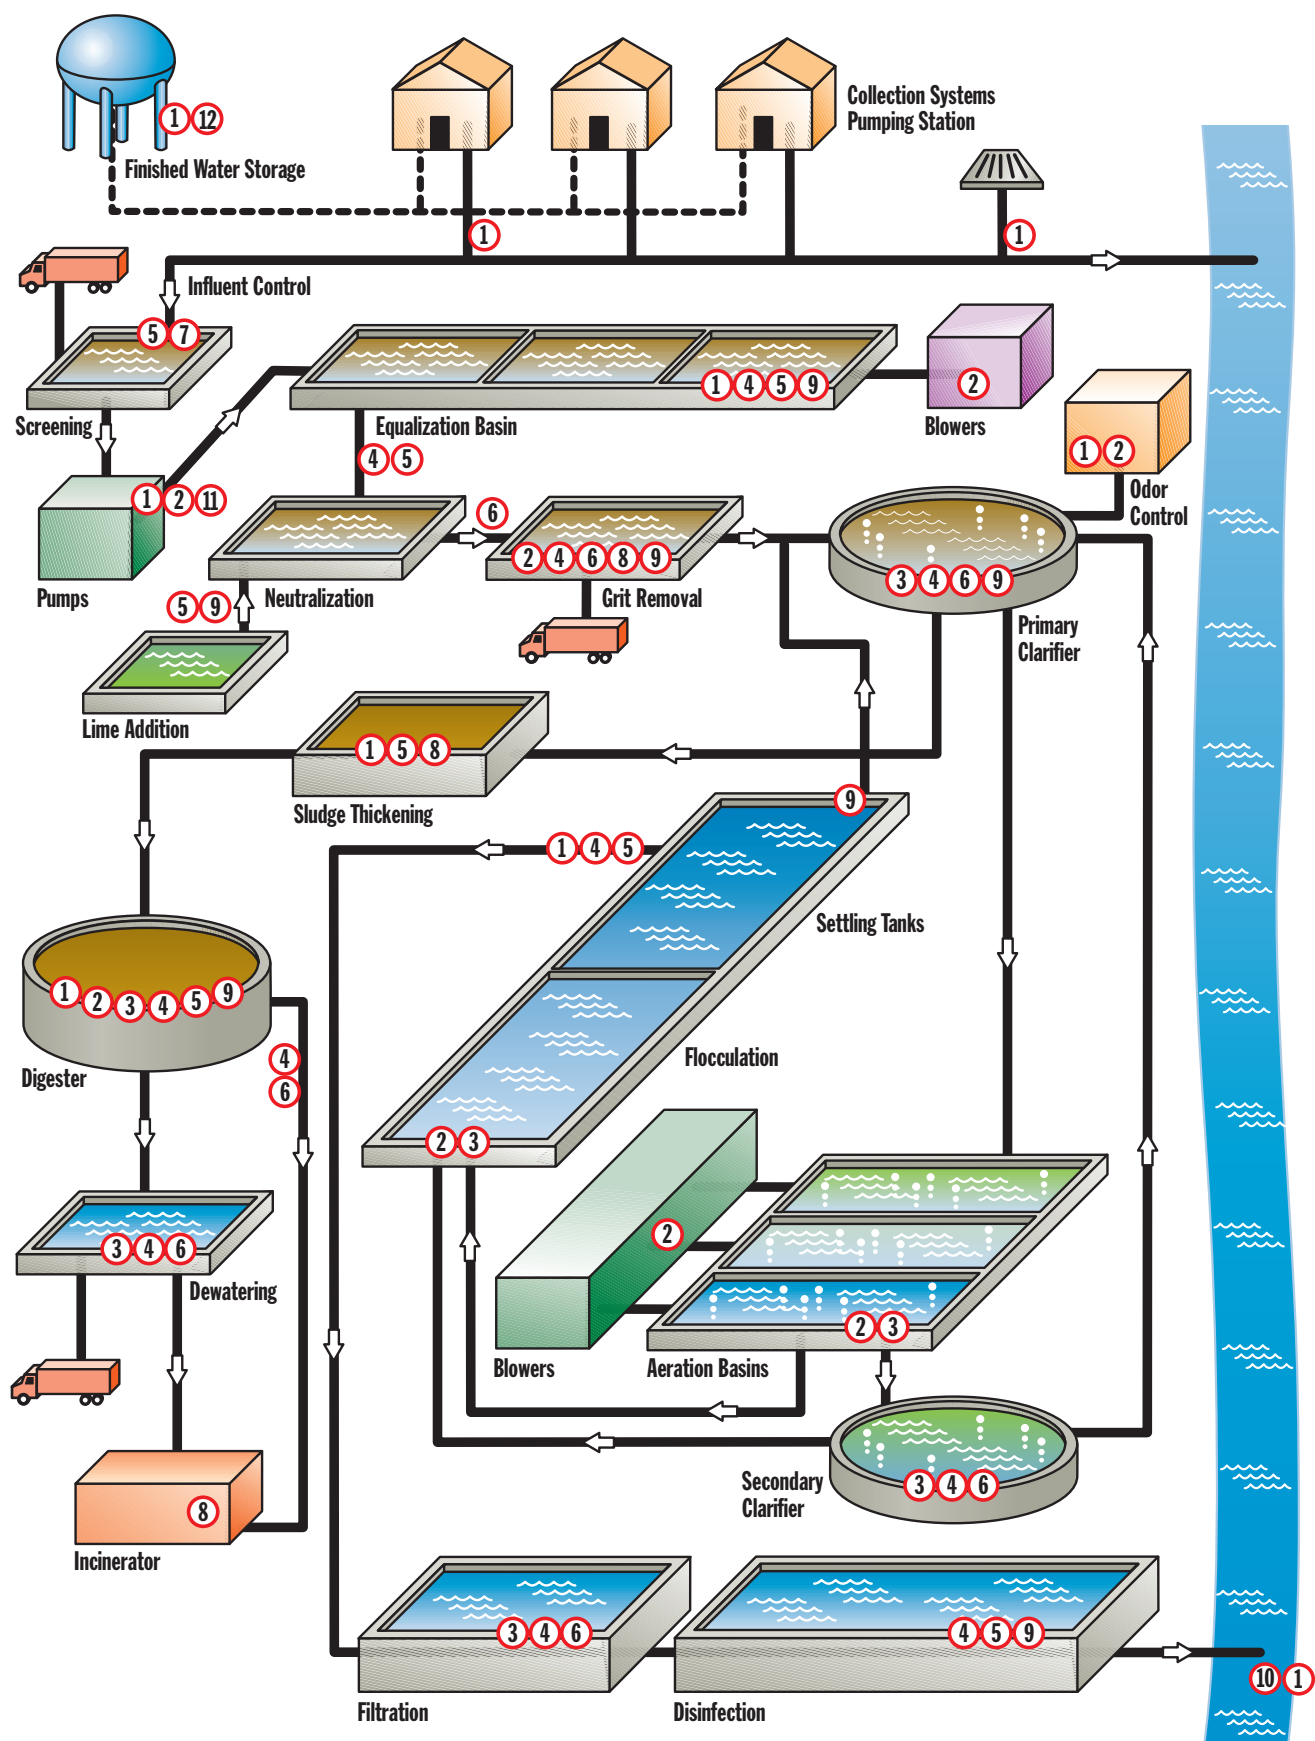 1 12
Finished Water Storage
Collection Systems
Pumping Station
1
1
Influent Control
5 7
Screening
1 4 5 9
Equalization Basin
2
Blowers
1 2
Odor
Control
4 5
1 2 11
Pumps
6
2 4 6 8 9
Neutralization
Grit Removal
3 4 6 9
Primary
Clarifier
5 9
Lime Addition
1 5 8
Sludge Thickening
9
1 4 5
Settling Tanks
1 2 3 4 5 9
Digester
4
6
Flocculation
2 3
3 4 6
Dewatering
2
Blowers
2 3
Aeration Basins
3 4 6
Secondary
Clarifier
8
Incinerator
3 4 6
Filtration
4 5 9
Disinfection
10 1